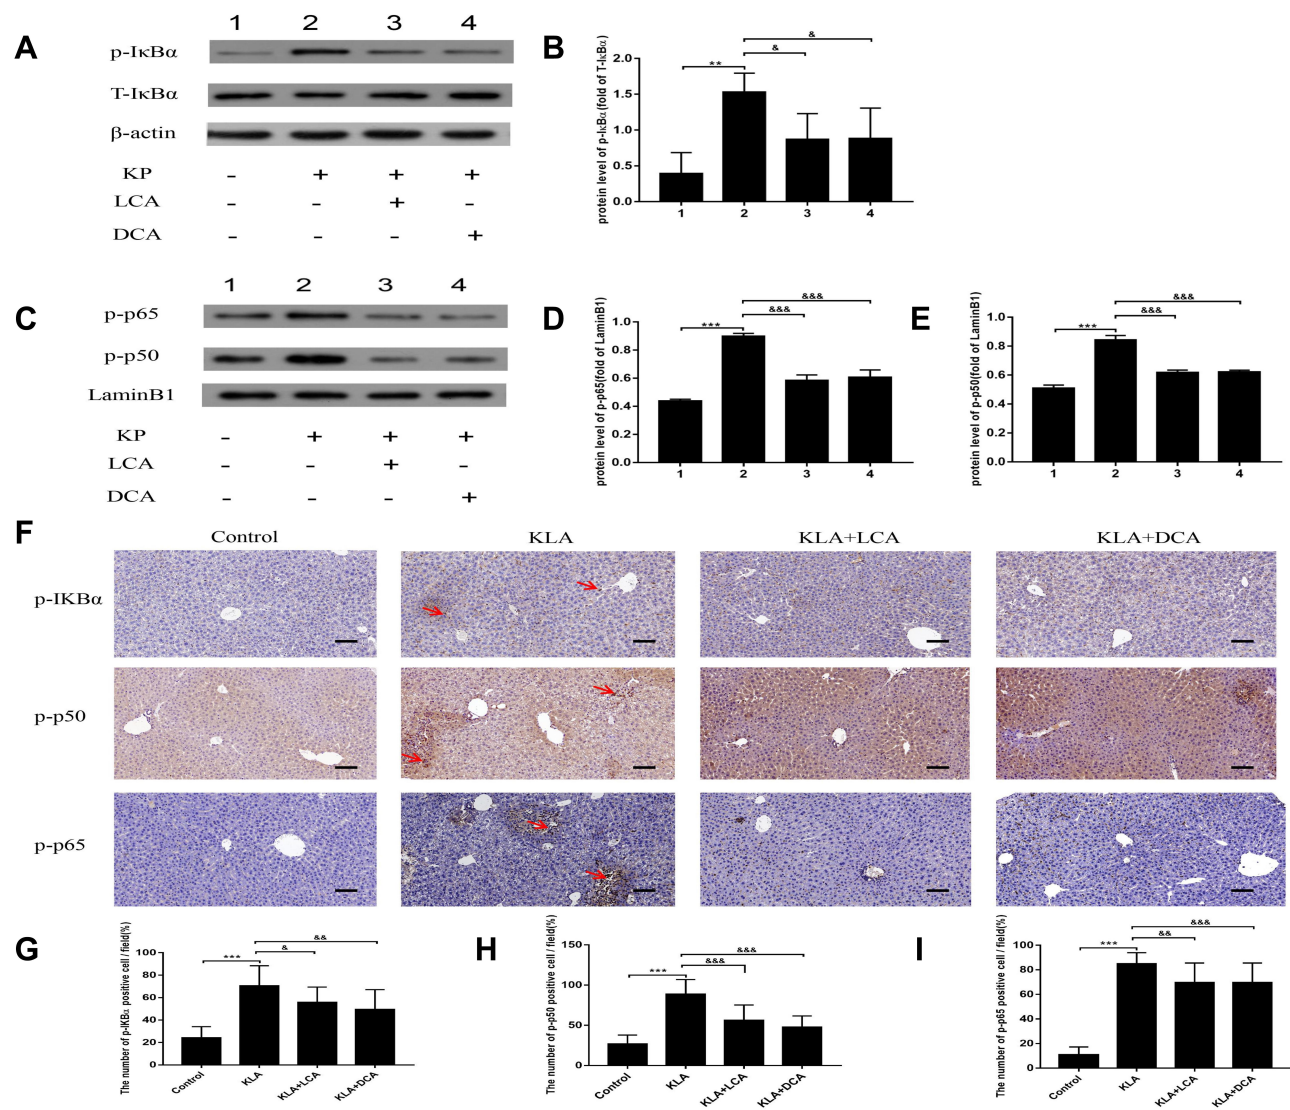 A
1 2 3 4
p-IκBα
T-IκBα
β-actin
KP - + + +
LCA - - + -
DCA - - - +
B
protein level of p-IκBα(fold of T-IκBα)
2.0
1.5
1.0
0.5
0.0
** & &
1 2 3 4
C
1 2 3 4
p-p65
p-p50
LaminB1
KP - + + +
LCA - - + -
DCA - - - +
D
protein level of p-p65(fold of LaminB1)
1.0
0.8
0.6
0.4
0.2
0.0
*** &&& &&&
1 2 3 4
E
protein level of p-p50(fold of LaminB1)
1.0
0.8
0.6
0.4
0.2
0.0
*** &&& &&&
1 2 3 4
F
Control KLA KLA+LCA KLA+DCA
p-IKBα
p-p50
p-p65
G
The number of p-IKBα positive cell / field(%)
100
80
60
40
20
0
*** & &&
Control KLA KLA+LCA KLA+DCA
H
The number of p-p50 positive cell / field(%)
150
100
50
0
*** &&& &&&
Control KLA KLA+LCA KLA+DCA
I
The number of p-p65 positive cell / field(%)
100
80
60
40
20
0
*** && &&&
Control KLA KLA+LCA KLA+DCA